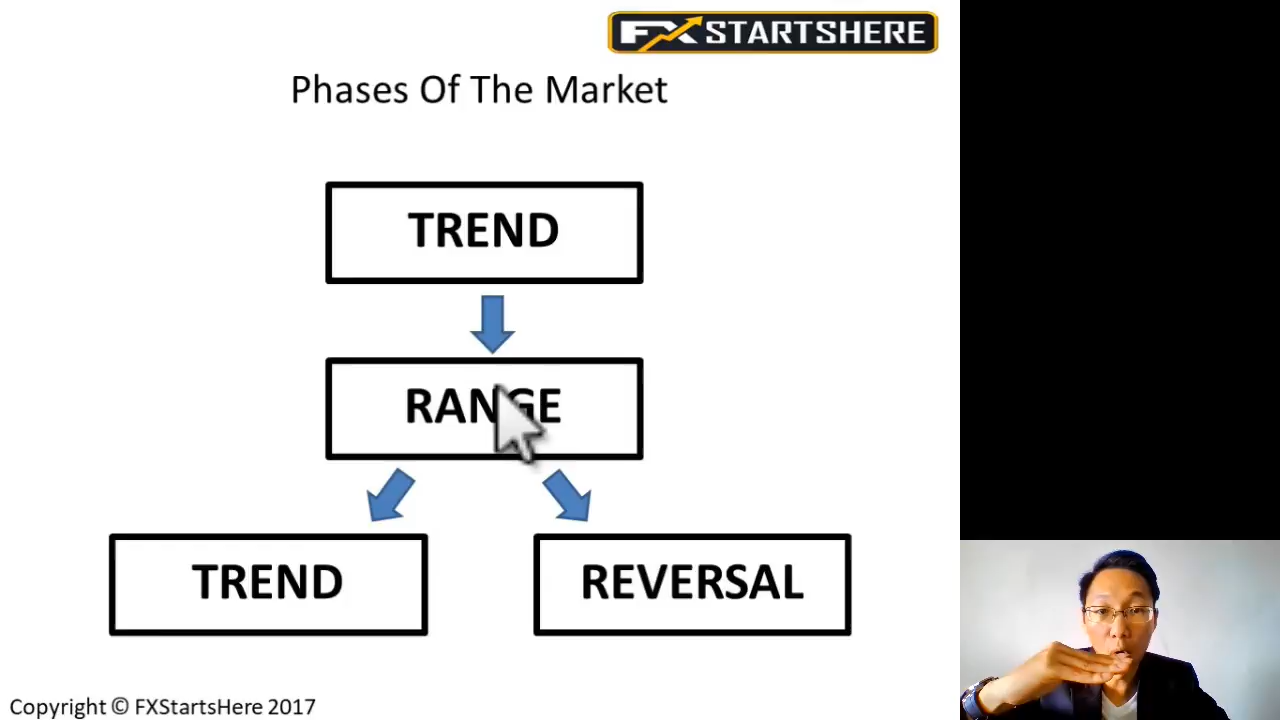 FX STARTSHERE
Phases Of The Market
TREND
RANGE
TREND
REVERSAL
Copyright © FXStartsHere 2017